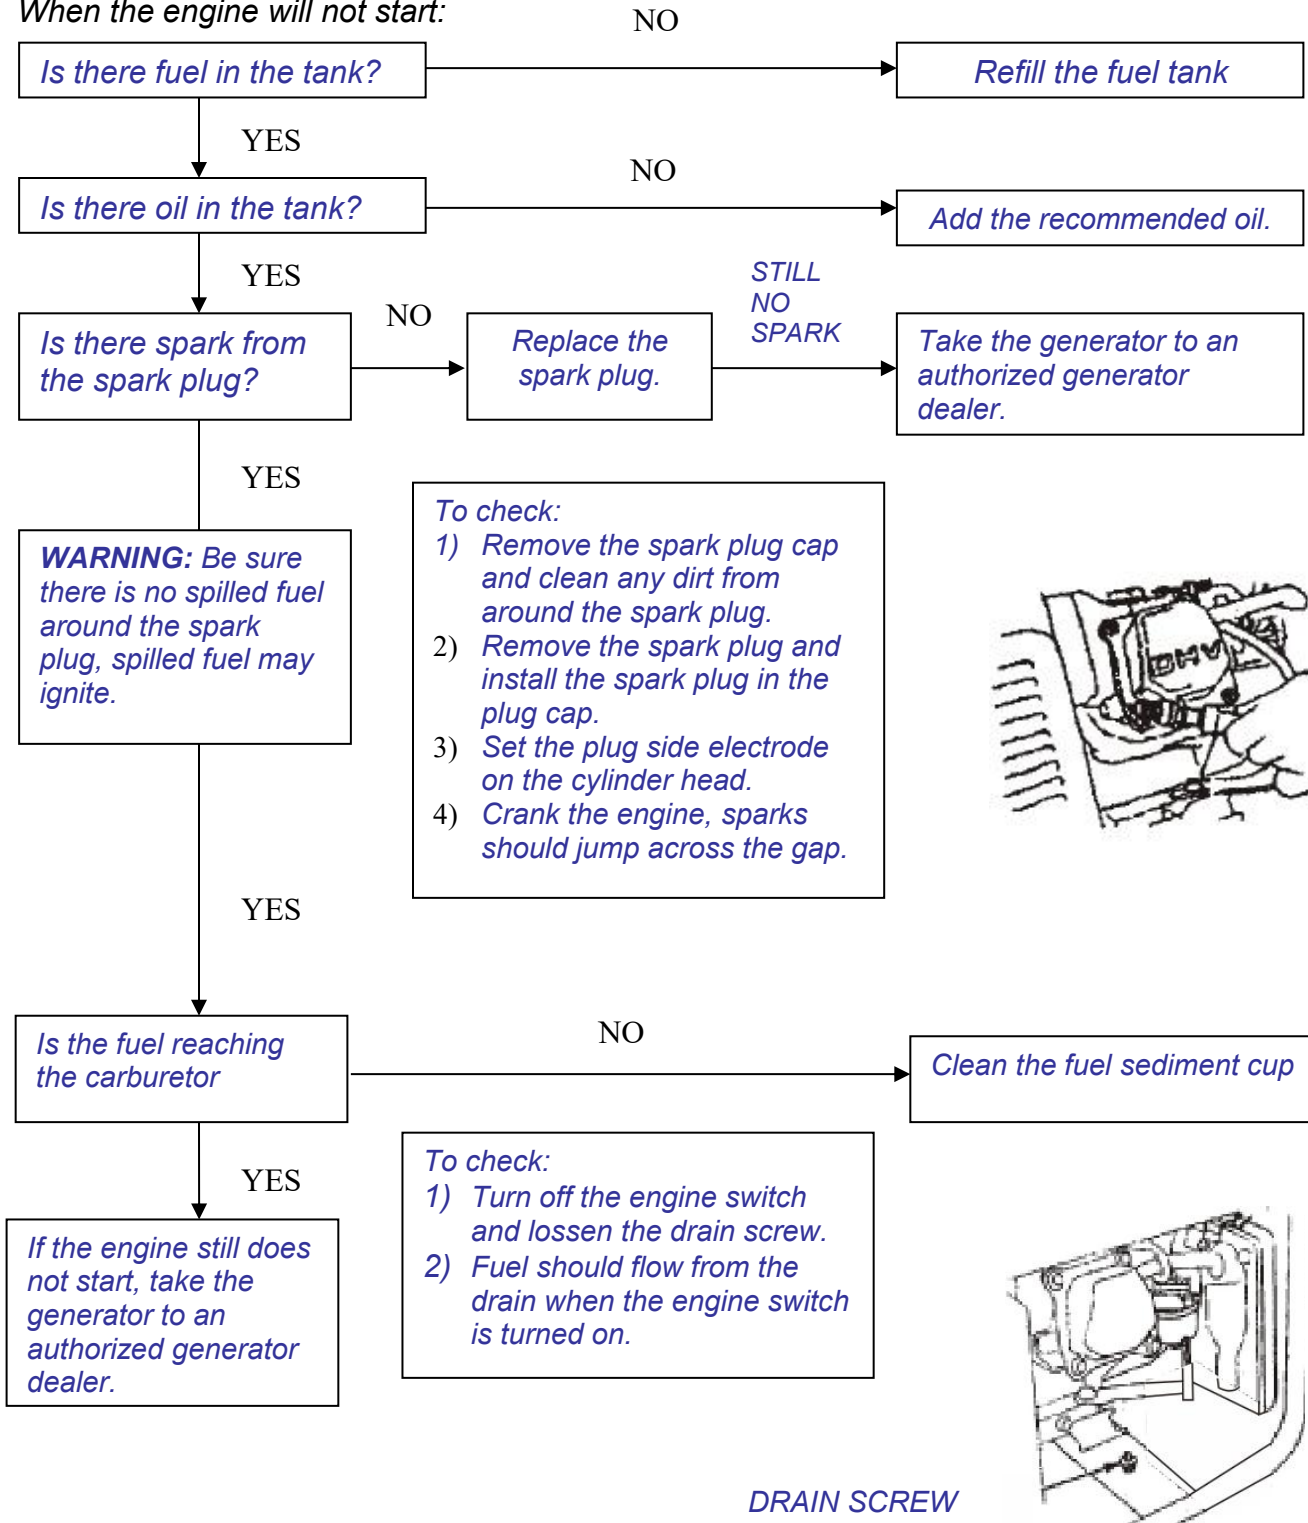 When the engine will not start:
NO
Is there fuel in the tank?
Refill the fuel tank
YES
NO
Is there oil in the tank?
Add the recommended oil.
YES
NO
STILL
NO
SPARK
Is there spark from
the spark plug?
Replace the
spark plug.
Take the generator to an
authorized generator
dealer.
YES
WARNING: Be sure
there is no spilled fuel
around the spark
plug, spilled fuel may
ignite.
To check:
1) Remove the spark plug cap
and clean any dirt from
around the spark plug.
2) Remove the spark plug and
install the spark plug in the
plug cap.
3) Set the plug side electrode
on the cylinder head.
4) Crank the engine, sparks
should jump across the gap.
OHV
YES
Is the fuel reaching
the carburetor
NO
Clean the fuel sediment cup
YES
To check:
1) Turn off the engine switch
and lossen the drain screw.
2) Fuel should flow from the
drain when the engine switch
is turned on.
If the engine still does
not start, take the
generator to an
authorized generator
dealer.
DRAIN SCREW